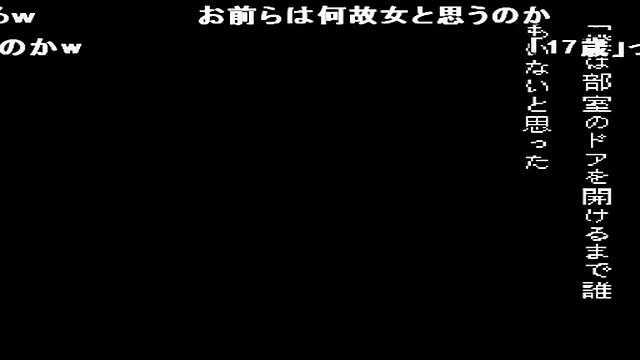 ろw
お前らは何故女と思うのか
のかw
「17歳」っ
「僕は部室のドアを開けるまで誰
もいないと思った